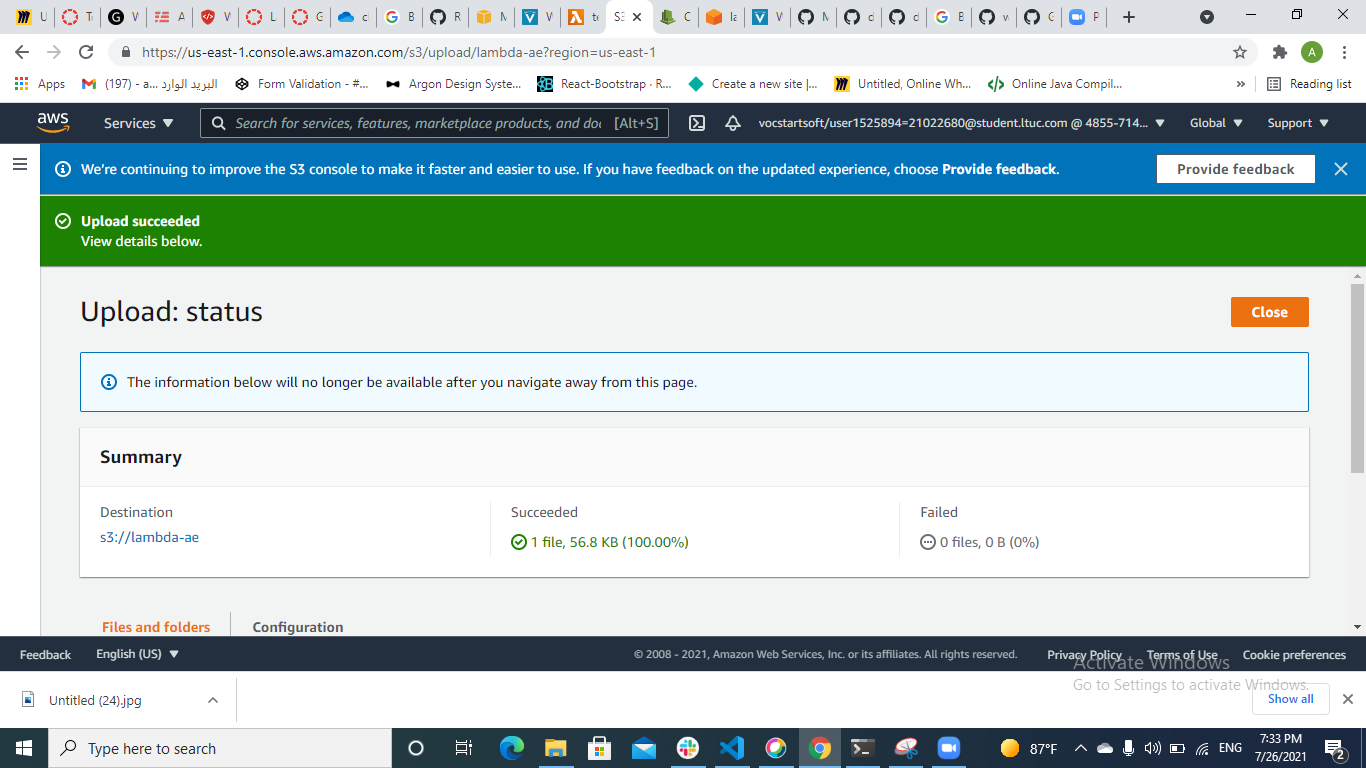 U
To
W
A
W
L
G
cl
B
R
M
W
te
S3
C
la
W
M
d
d
B
w
G
P
https://us-east-1.console.aws.amazon.com/s3/upload/lambda-ae?region=us-east-1
A
Apps
(197) - a... البريد الوارد
Form Validation - #...
Argon Design Syste...
React-Bootstrap · R...
Create a new site |...
Untitled, Online Wh...
Online Java Compil...
»
Reading list
aws
Services
Search for services, features, marketplace products, and doc
[Alt+S]
vocstartsoft/user1525894=21022680@student.ltuc.com @ 4855-714...
Global
Support
We're continuing to improve the S3 console to make it faster and easier to use. If you have feedback on the updated experience, choose Provide feedback.
Provide feedback
Upload succeeded
View details below.
Upload: status
Close
The information below will no longer be available after you navigate away from this page.
Summary
Destination
s3://lambda-ae
Succeeded
1 file, 56.8 KB (100.00%)
Failed
0 files, 0 B (0%)
Files and folders
Configuration
Feedback
English (US)
© 2008 - 2021, Amazon Web Services, Inc. or its affiliates. All rights reserved.
Privacy Policy
Terms of Use
Cookie preferences
Activate Windows
Go to Settings to activate Windows.
Untitled (24).jpg
Show all
Type here to search
87°F
ENG
7:33 PM
7/26/2021
2